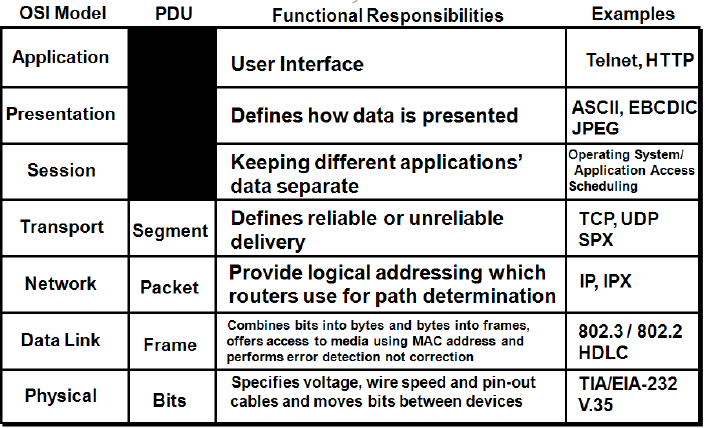 OSI Model PDU Functional Responsibilities Examples
Application
User Interface
Telnet, HTTP
Presentation
Defines how data is presented
ASCII, EBCDIC
JPEG
Session
Keeping different applications'
data separate
Operating System/
Application Access
Scheduling
Transport
Segment
Defines reliable or unreliable
delivery
TCP, UDP
SPX
Network
Packet
Provide logical addressing which
routers use for path determination
IP, IPX
Data Link
Frame
Combines bits into bytes and bytes into frames,
offers access to media using MAC address and
performs error detection not correction
802.3 / 802.2
HDLC
Physical
Bits
Specifies voltage, wire speed and pin-out
cables and moves bits between devices
TIA/EIA-232
V.35